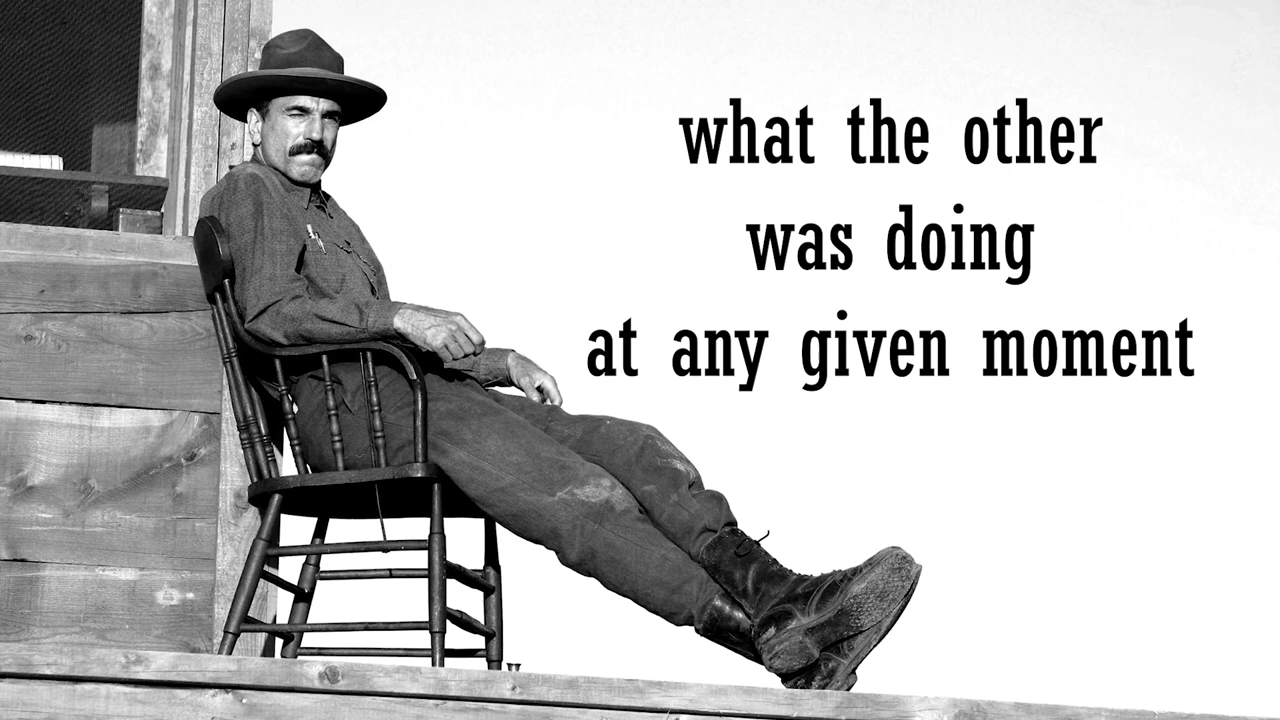 what the other
was doing
at any given moment